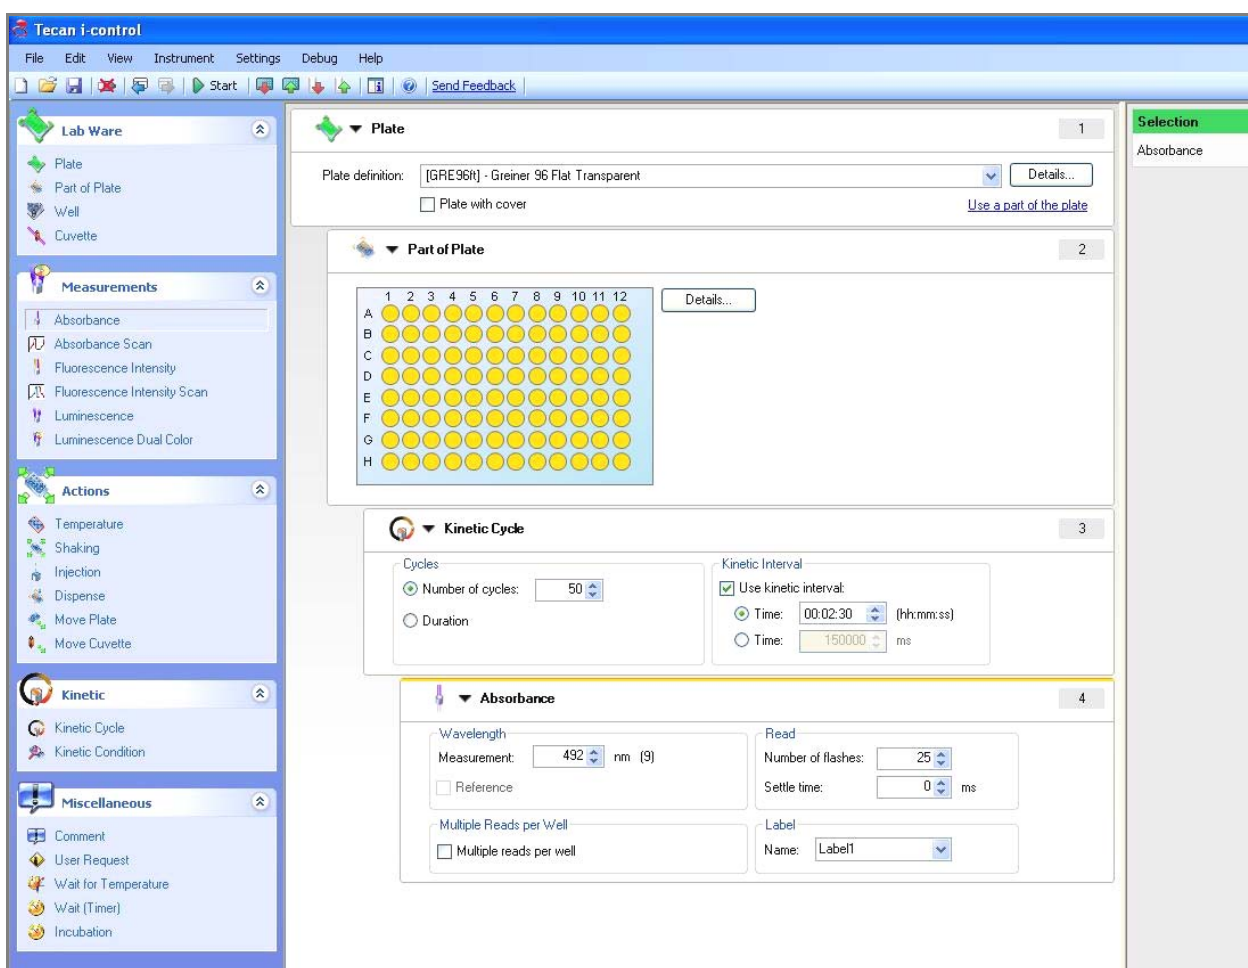 Tecan i-control
File Edit View Instrument Settings Debug Help
Start Send Feedback
Lab Ware
Plate
Part of Plate
Well
Cuvette
Measurements
Absorbance
Absorbance Scan
Fluorescence Intensity
Fluorescence Intensity Scan
Luminescence
Luminescence Dual Color
Actions
Temperature
Shaking
Injection
Dispense
Move Plate
Move Cuvette
Kinetic
Kinetic Cycle
Kinetic Condition
Miscellaneous
Comment
User Request
Wait for Temperature
Wait (Timer)
Incubation
Plate 1
Plate definition: [GRE96ft] - Greiner 96 Flat Transparent Details...
Plate with cover Use a part of the plate
Part of Plate 2
1 2 3 4 5 6 7 8 9 10 11 12 Details...
A
B
C
D
E
F
G
H
Kinetic Cycle 3
Cycles
Number of cycles: 50
Duration
Kinetic Interval
Use kinetic interval:
Time: 00:02:30 (hh:mm:ss)
Time: 150000 ms
Absorbance 4
Wavelength
Measurement: 492 nm (9)
Reference
Read
Number of flashes: 25
Settle time: 0 ms
Multiple Reads per Well
Multiple reads per well
Label
Name: Label1
Selection
Absorbance